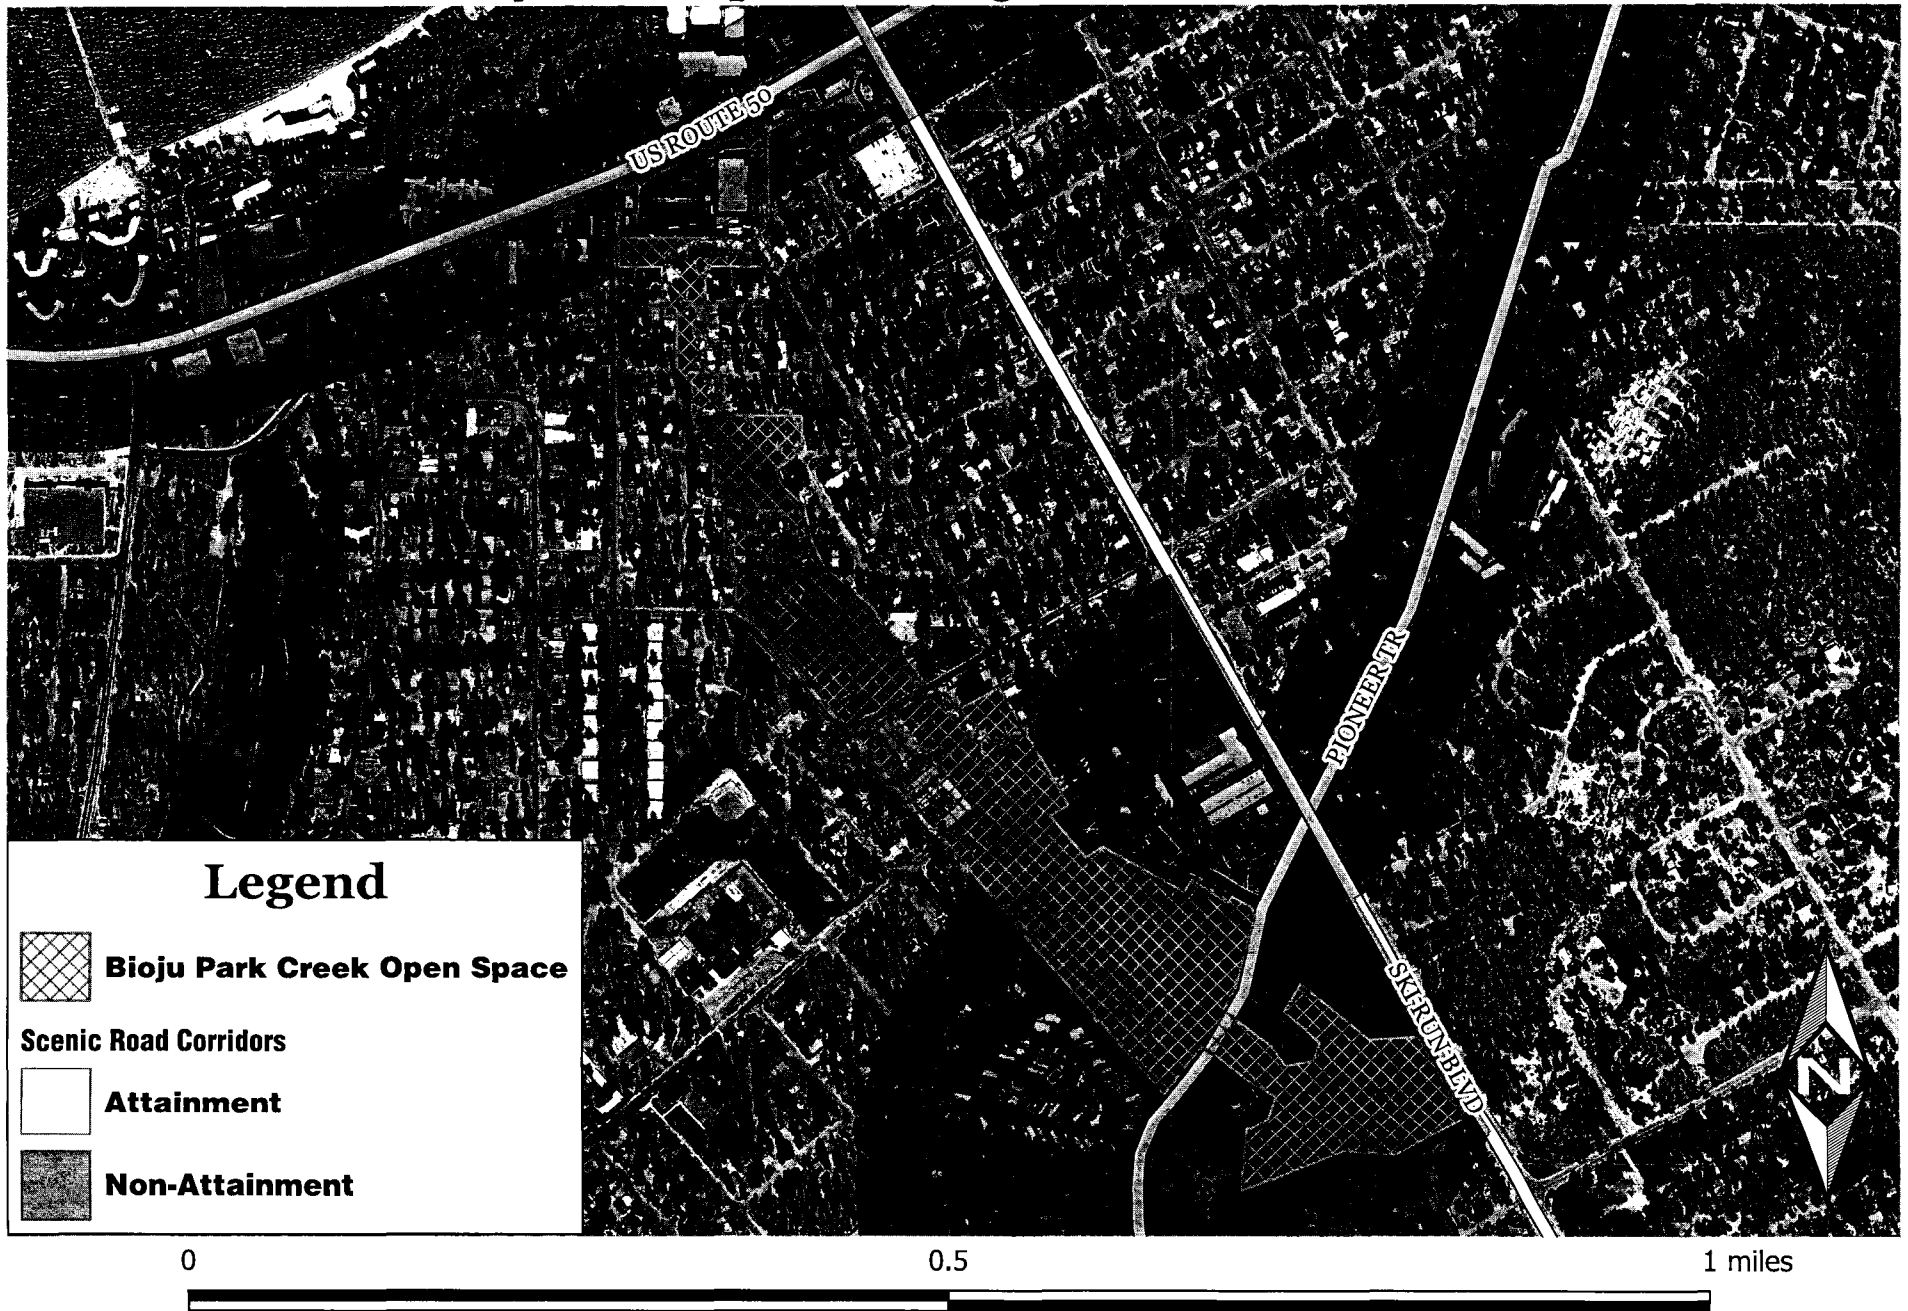 US ROUTE 50
PIONEER TR
SKI RUN BLVD
Legend
Bioju Park Creek Open Space
Scenic Road Corridors
Attainment
Non-Attainment
N
0 0.5 1 miles